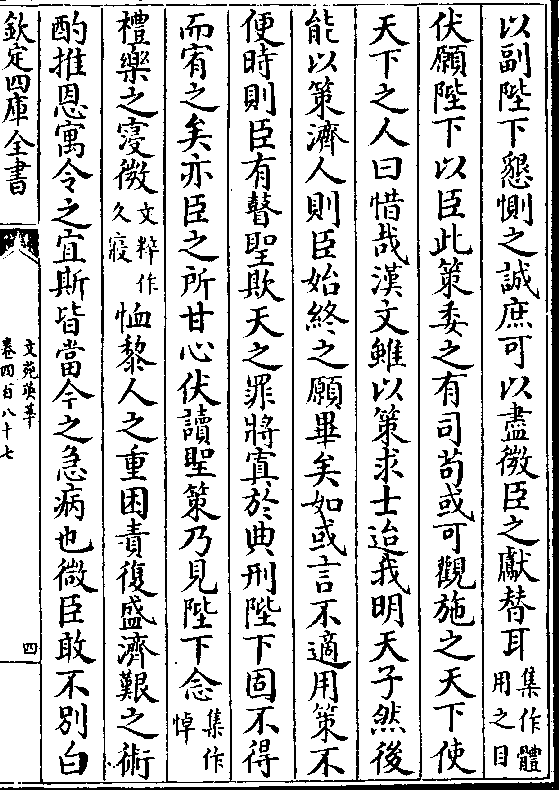 以副陛下懇惻之誠庶可以盡微臣之獻替耳集作體用之目
伏願陛下以臣此策委之有司苟或可觀施之天下使
天下之人曰惜哉漢文雖以策求士迨我明天子然後
能以策濟人則臣始終之願畢矣如或言不適用策不
便時則臣有瞽聖欺天之罪將寘於典刑陛下固不得
而宥之矣亦臣之所甘心伏讀聖策乃見陛下念集作悼
禮樂之寖微文粹作久寢恤黎人之重困責復盛濟艱之術
酌推恩寓令之宜斯皆當今之急病也微臣敢不別白
欽定四庫全書
文苑英華
卷四百八十七
四